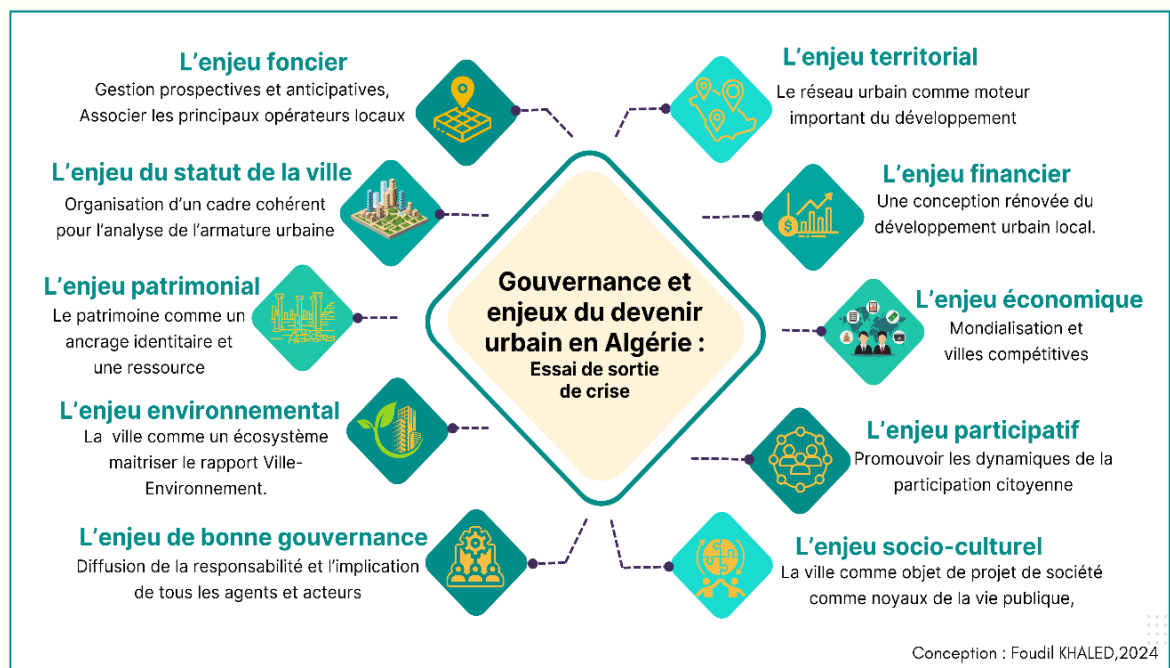 L'enjeu foncier
Gestion prospectives et anticipatives,
Associer les principaux opérateurs locaux
L'enjeu du statut de la ville
Organisation d'un cadre cohérent
pour l'analyse de l'armature urbaine
L'enjeu patrimonial
Le patrimoine comme un
ancrage identitaire et
une ressource
L'enjeu environnemental
La ville comme un écosystème
maitriser le rapport Ville-
Environnement.
L'enjeu de bonne gouvernance
Diffusion de la responsabilité et l'implication
de tous les agents et acteurs
Gouvernance et
enjeux du devenir
urbain en Algérie :
Essai de sortie
de crise
L'enjeu territorial
Le réseau urbain comme moteur
important du développement
L'enjeu financier
Une conception rénovée du
développement urbain local.
L'enjeu économique
Mondialisation et
villes compétitives
L'enjeu participatif
Promouvoir les dynamiques de la
participation citoyenne
L'enjeu socio-culturel
La ville comme objet de projet de société
comme noyaux de la vie publique,
Conception : Foudil KHALED,2024